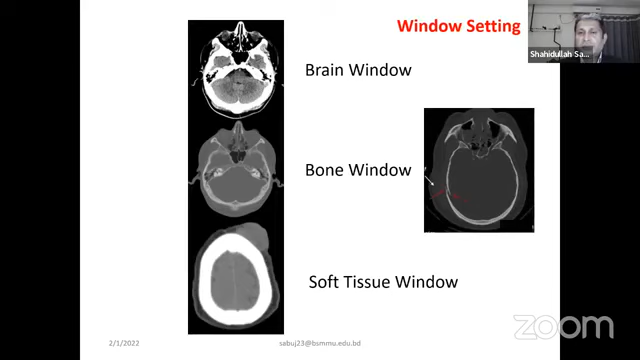 Window Setting
Shahidullah Sa...
Brain Window
Bone Window
Soft Tissue Window
2/1/2022
sabuj23@bsmmu.edu.bd
zoom